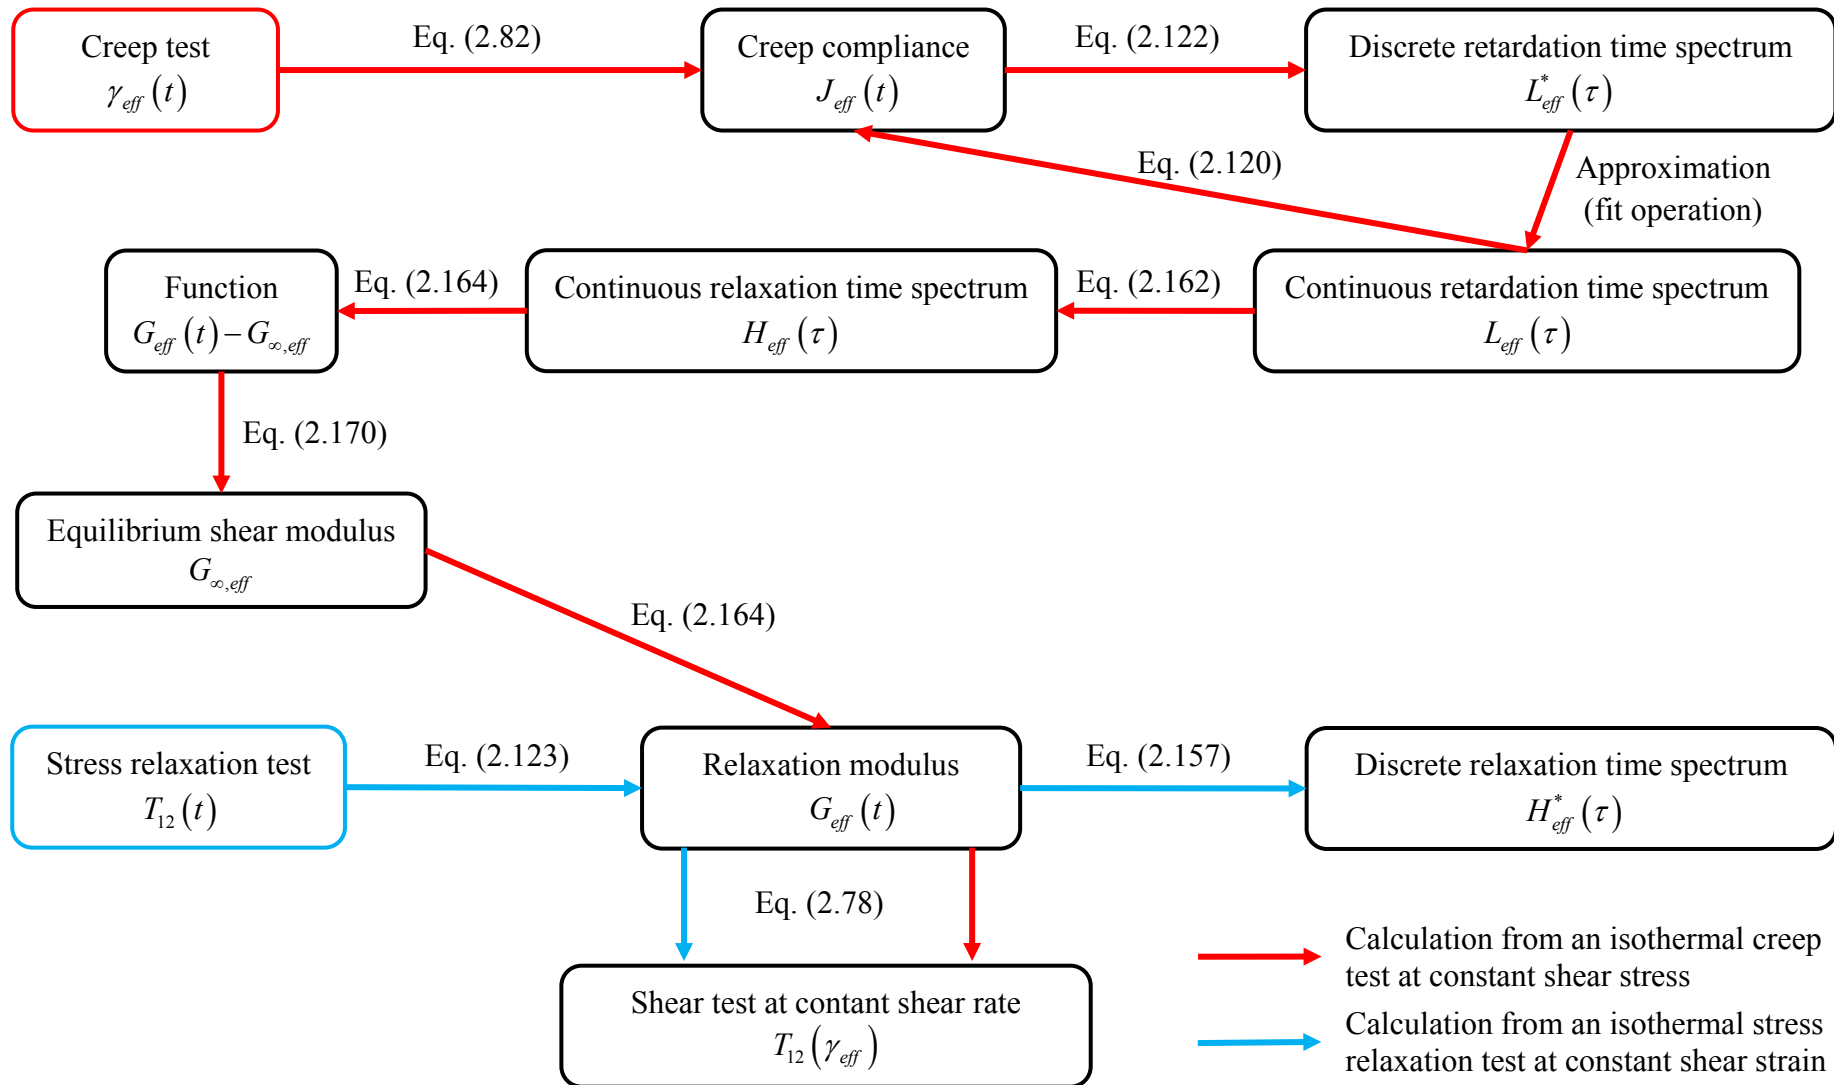 Creep test
γ_eff (t)
Eq. (2.82)
Creep compliance
J_eff (t)
Eq. (2.122)
Discrete retardation time spectrum
L*_eff (τ)
Eq. (2.120)
Approximation
(fit operation)
Function
G_eff (t) − G_∞,eff
Eq. (2.164)
Continuous relaxation time spectrum
H_eff (τ)
Eq. (2.162)
Continuous retardation time spectrum
L_eff (τ)
Eq. (2.170)
Equilibrium shear modulus
G_∞,eff
Eq. (2.164)
Stress relaxation test
T_12 (t)
Eq. (2.123)
Relaxation modulus
G_eff (t)
Eq. (2.157)
Discrete relaxation time spectrum
H*_eff (τ)
Eq. (2.78)
Shear test at contant shear rate
T_12 (γ_eff)
Calculation from an isothermal creep
test at constant shear stress
Calculation from an isothermal stress
relaxation test at constant shear strain